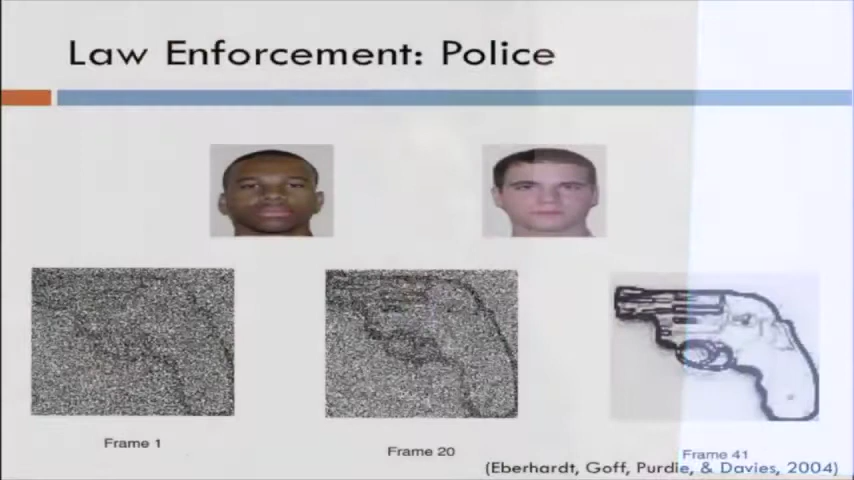 Law Enforcement: Police
Frame 1
Frame 20
Frame 41
(Eberhardt, Goff, Purdie, & Davies, 2004)